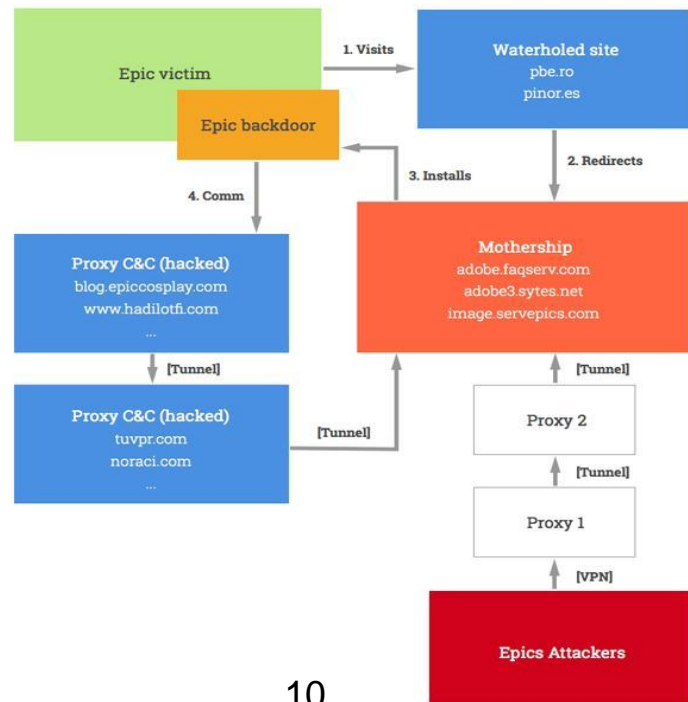 Epic victim
1. Visits
Waterholed site
pbe.ro
pinor.es
Epic backdoor
2. Redirects
3. Installs
4. Comm
Mothership
adobe.faqserv.com
adobe3.sytes.net
image.servepics.com
Proxy C&C (hacked)
blog.epiccosplay.com
www.hadilotfi.com
...
[Tunnel]
Proxy C&C (hacked)
tuvpr.com
noraci.com
...
[Tunnel]
[Tunnel]
Proxy 2
[Tunnel]
Proxy 1
[VPN]
Epics Attackers
10